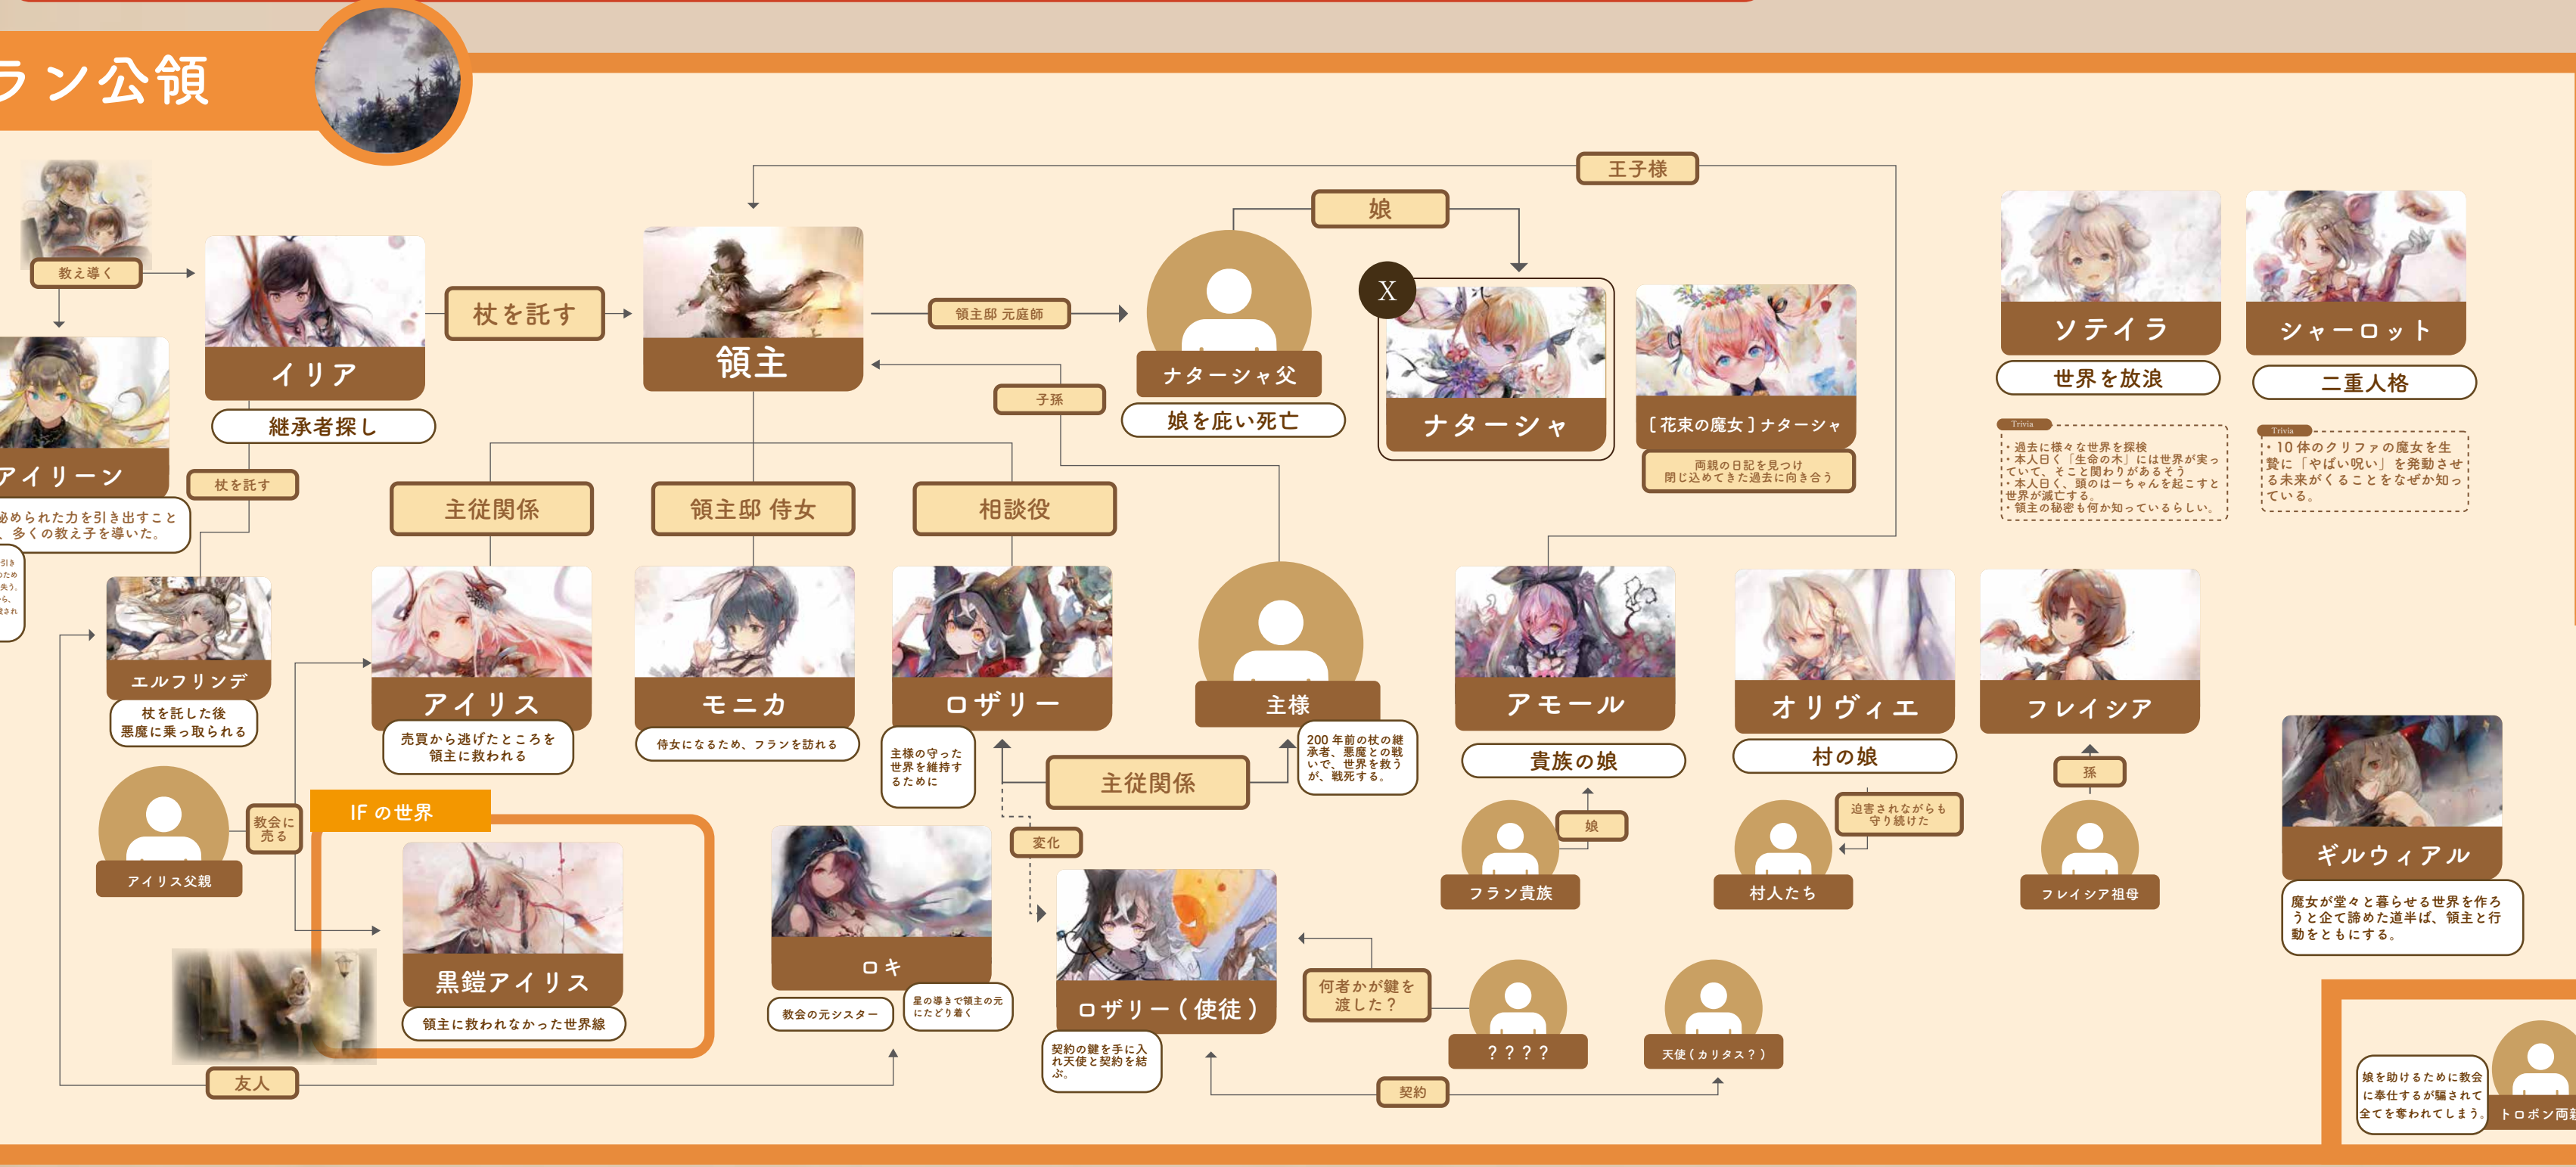 ラン公領
王子様
娘
教え導く
イリア
継承者探し
杖を託す
領主
領主邸 元庭師
ナターシャ父
娘を庇い死亡
X
ナターシャ
[ 花束の魔女 ] ナターシャ
両親の日記を見つけ
閉じ込めてきた過去に向き合う
ソテイラ
世界を放浪
Trivia
・過去に様々な世界を探検
・本人曰く「生命の木」には世界が実っ
ていて、そこと関わりがあるそう
・本人曰く、頭のはーちゃんを起こすと
世界が滅亡する。
・領主の秘密も何か知っているらしい。
シャーロット
二重人格
Trivia
・10 体のクリファの魔女を生
贄に「やばい呪い」を発動させ
る未来がくることをなぜか知っ
ている。
子孫
アイリーン
秘められた力を引き出すこと
、多くの教え子を導いた。
杖を託す
主従関係
領主邸 侍女
相談役
エルフリンデ
杖を託した後
悪魔に乗っ取られる
アイリス
売買から逃げたところを
領主に救われる
モニカ
侍女になるため、フランを訪れる
ロザリー
主様の守った
世界を維持す
るために
主様
200 年前の杖の継
承者、悪魔との戦
いで、世界を救う
が、戦死する。
主従関係
アモール
貴族の娘
娘
フラン貴族
オリヴィエ
村の娘
迫害されながらも
守り続けた
村人たち
フレイシア
孫
フレイシア祖母
ギルウィアル
魔女が堂々と暮らせる世界を作ろ
うと企て諦めた道半ば、領主と行
動をともにする。
アイリス父親
教会に
売る
IF の世界
黒鎧アイリス
領主に救われなかった世界線
友人
ロキ
教会の元シスター
星の導きで領主の元
にたどり着く
変化
ロザリー ( 使徒 )
契約の鍵を手に入
れ天使と契約を結
ぶ。
何者かが鍵を
渡した？
？？？？
天使 ( カリタス？ )
契約
娘を助けるために教会
に奉仕するが騙されて
全てを奪われてしまう。
トロポン両親